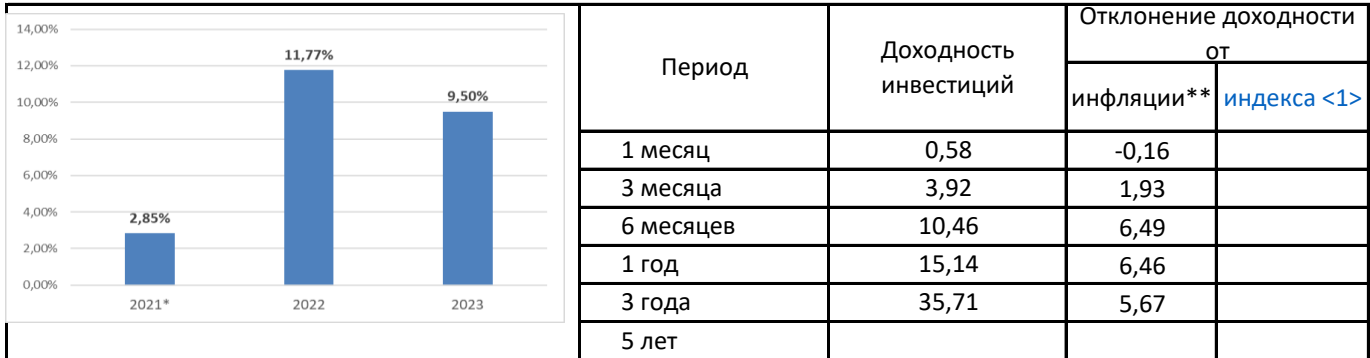 14,00%
12,00%
10,00%
8,00%
6,00%
4,00%
2,00%
0,00%
2,85%
11,77%
9,50%
2021* 2022 2023
Период
Доходность
инвестиций
Отклонение доходности
от
инфляции** индекса <1>
1 месяц 0,58 -0,16
3 месяца 3,92 1,93
6 месяцев 10,46 6,49
1 год 15,14 6,46
3 года 35,71 5,67
5 лет